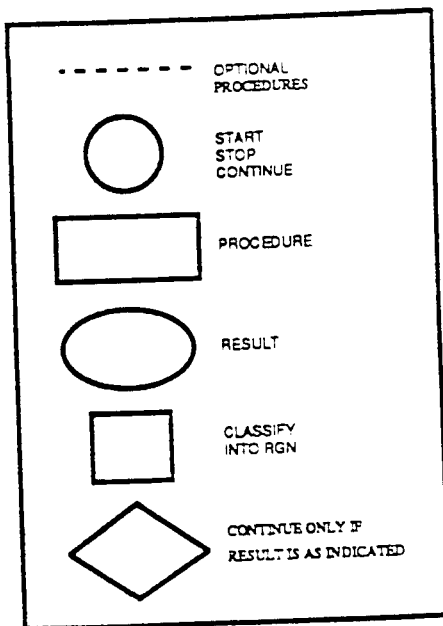 OPTIONAL
PROCEDURES
START
STOP
CONTINUE
PROCEDURE
RESULT
CLASSIFY
INTO RGN
CONTINUE ONLY IF
RESULT IS AS INDICATED